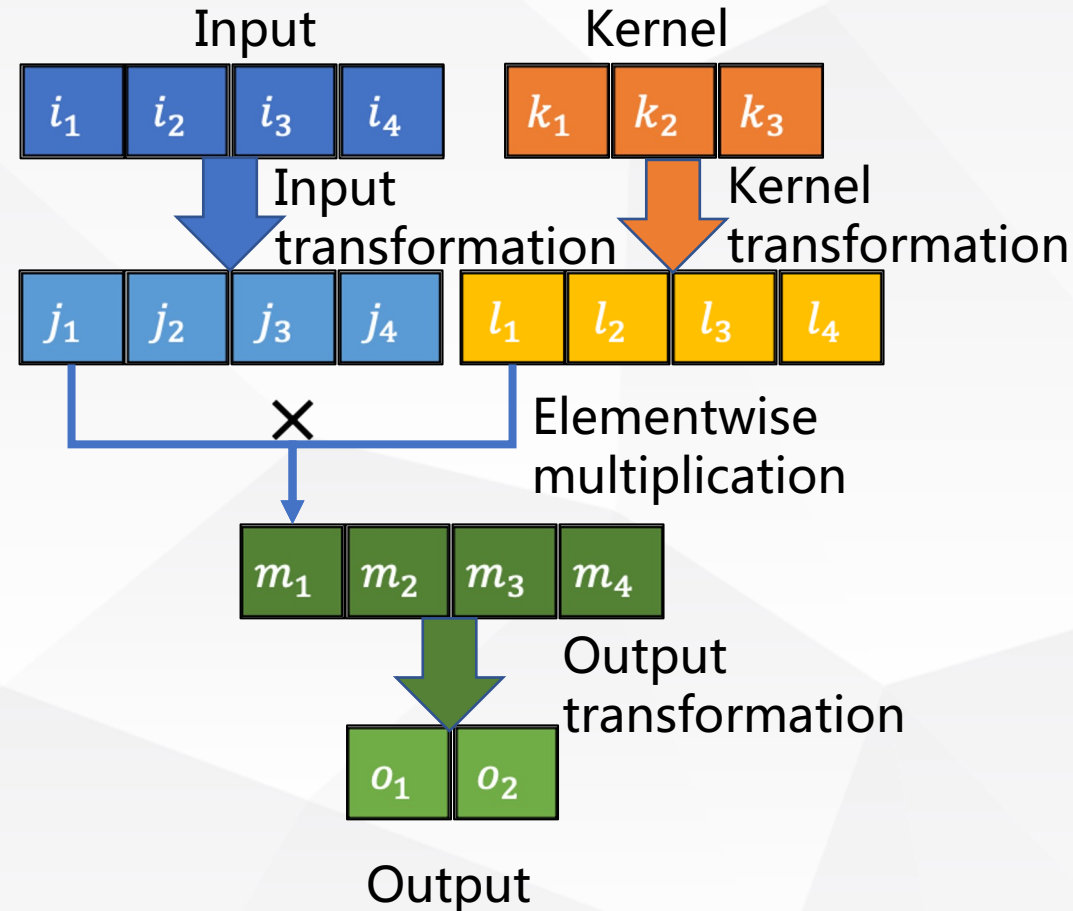 Input
Kernel
i₁ i₂ i₃ i₄
k₁ k₂ k₃
Input
transformation
Kernel
transformation
j₁ j₂ j₃ j₄
l₁ l₂ l₃ l₄
×
Elementwise
multiplication
m₁ m₂ m₃ m₄
Output
transformation
o₁ o₂
Output